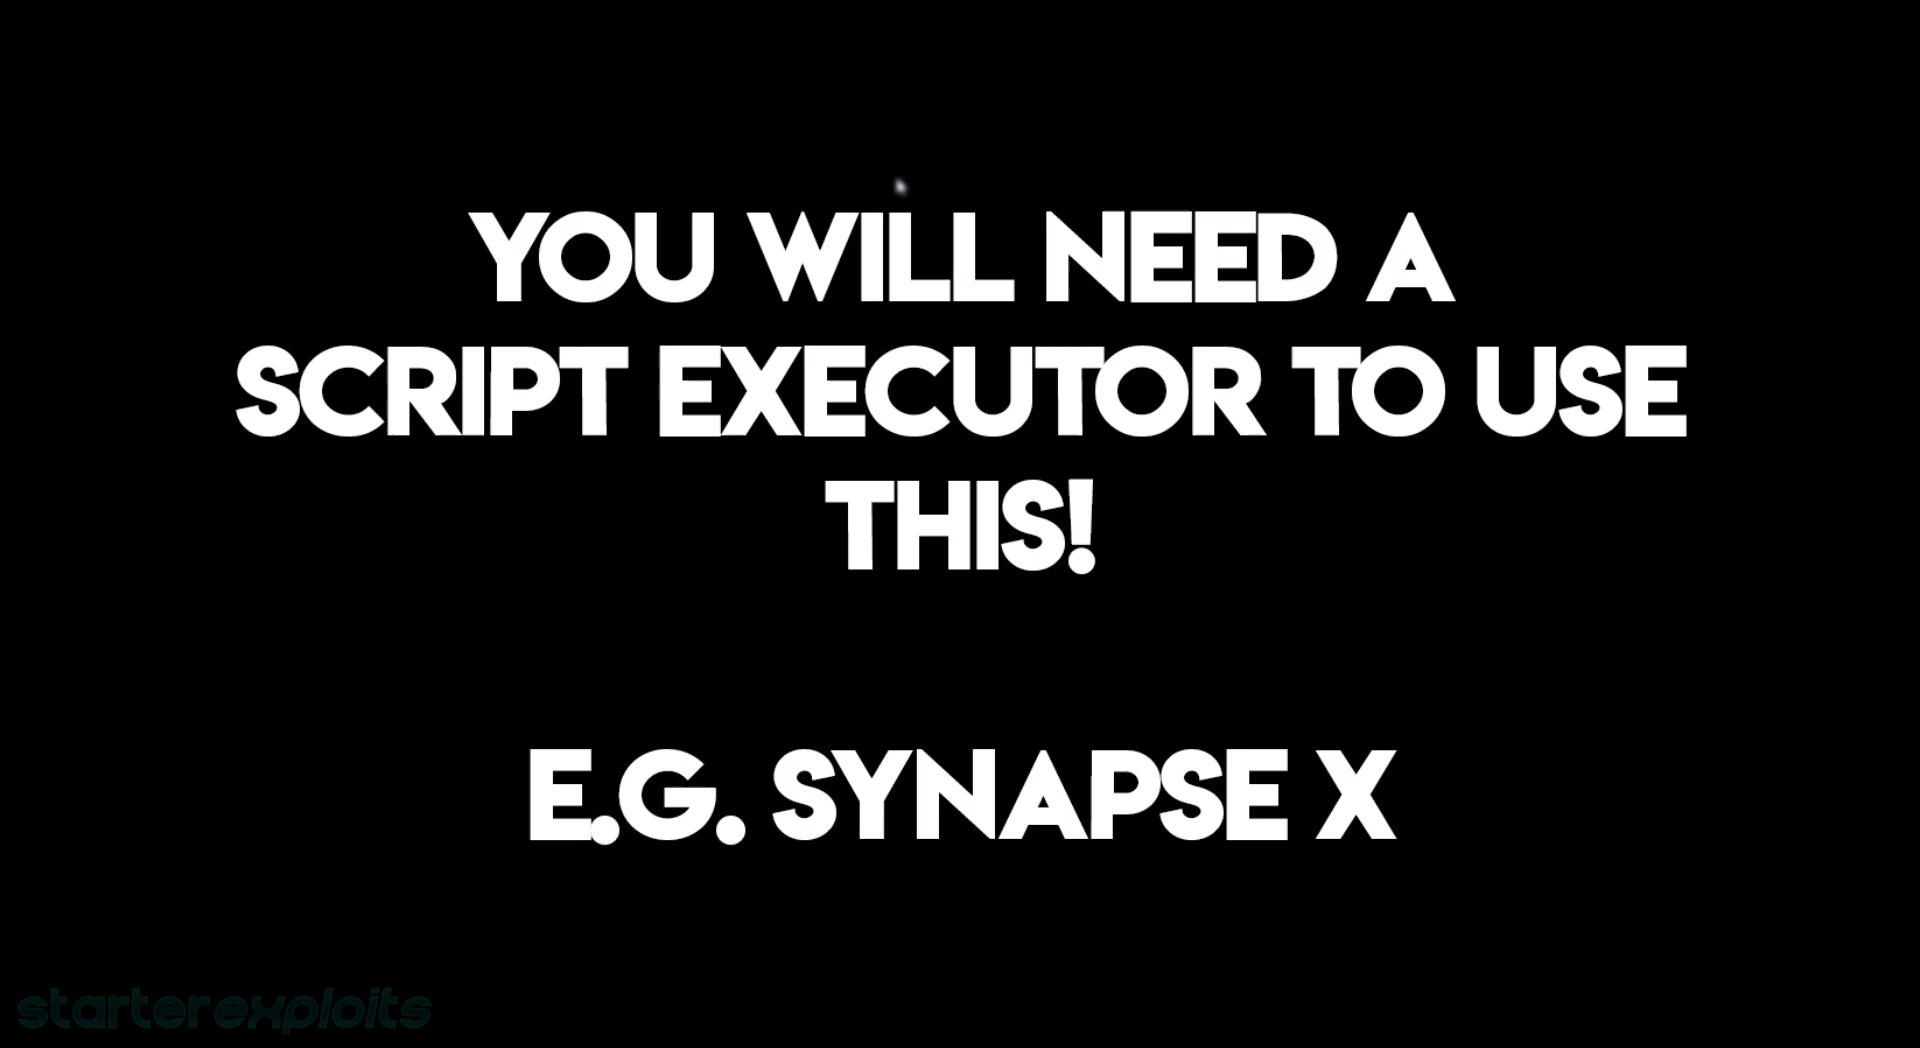 YOU WILL NEED A
SCRIPT EXECUTOR TO USE
THIS!
E.G. SYNAPSE X
starterexploits